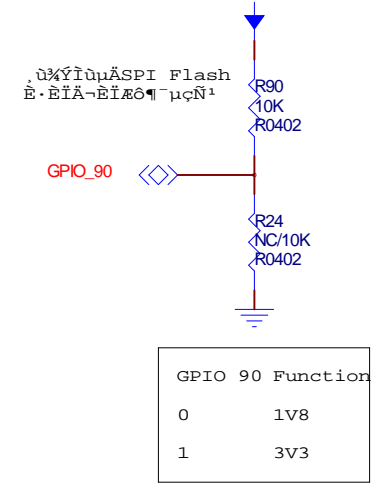 ¸ù¾ÝÌùµÄSPI Flash
È·ÈÏÄ¬ÈÏÆô¶¯µçÑ¹
R90
10K
R0402
GPIO_90
R24
NC/10K
R0402
GPIO 90 Function
0 1V8
1 3V3